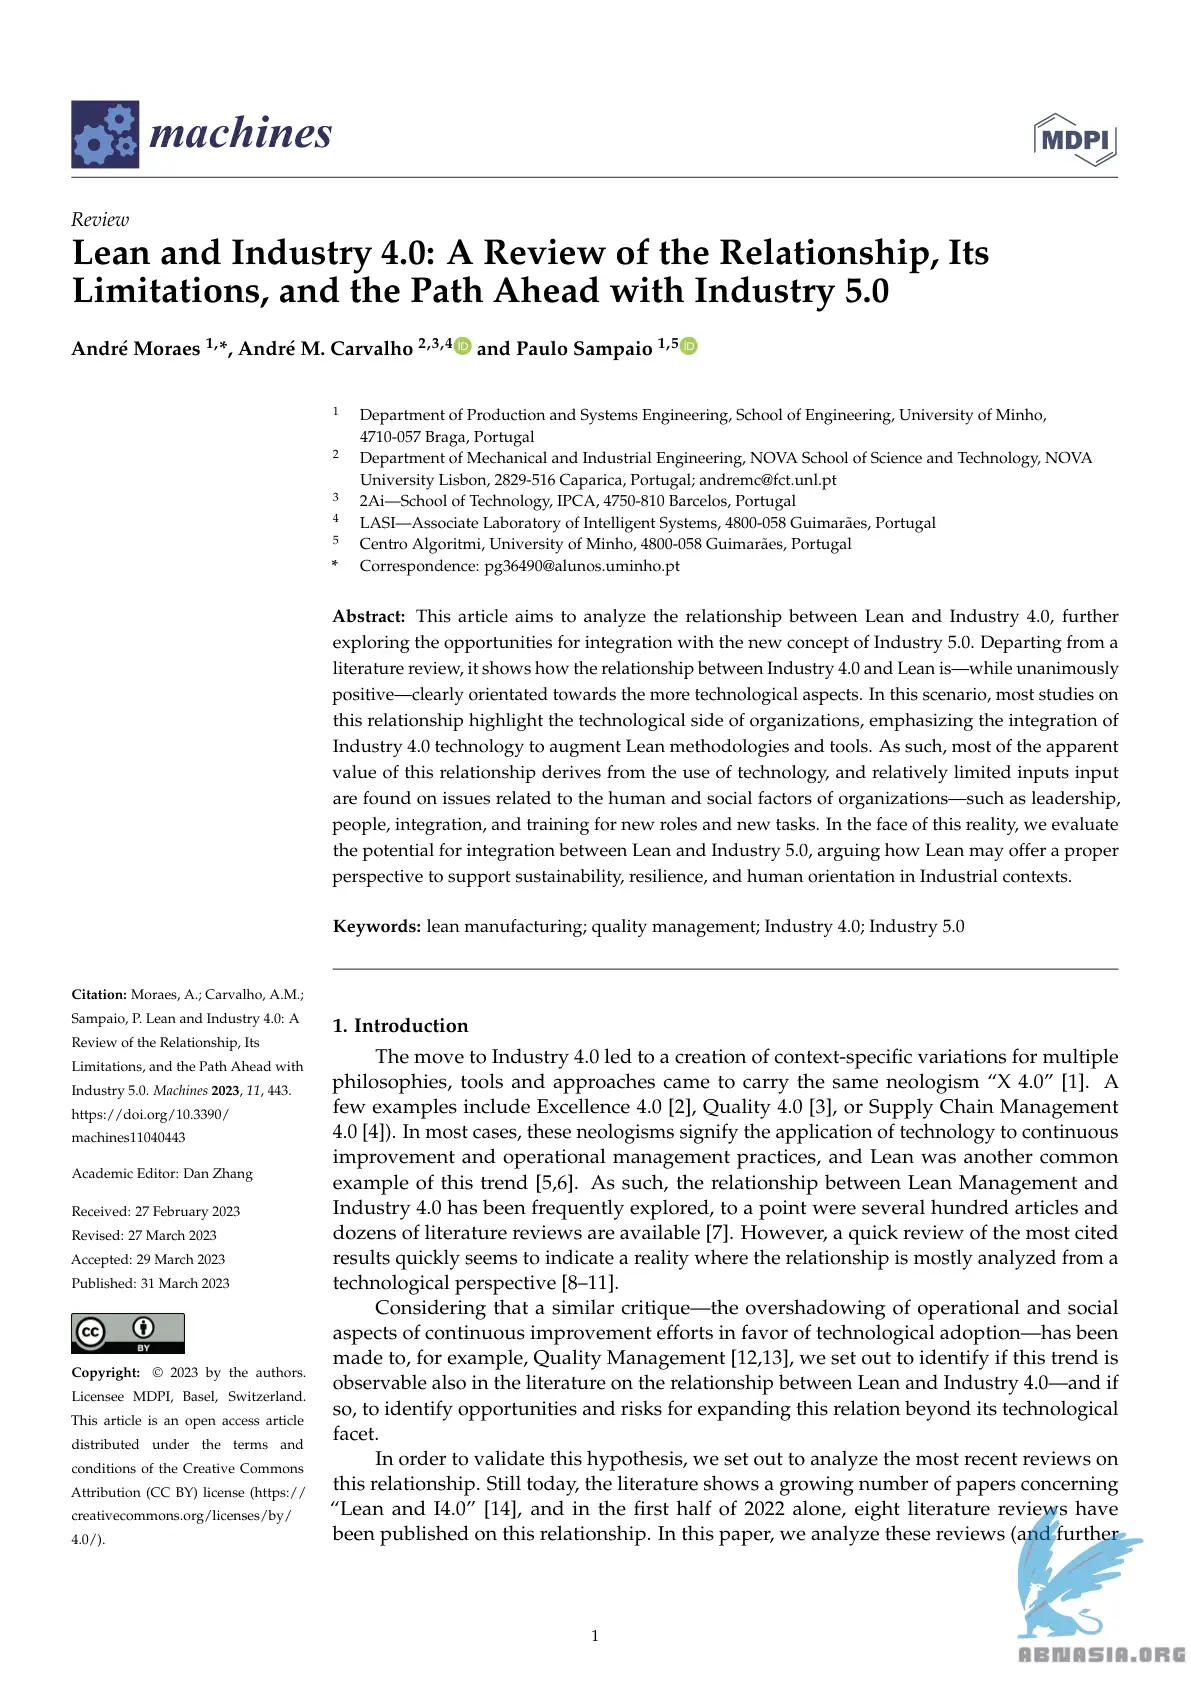 machines
MDPI
Review
Lean and Industry 4.0: A Review of the Relationship, Its
Limitations, and the Path Ahead with Industry 5.0
André Moraes 1,*, André M. Carvalho 2,3,4 iD and Paulo Sampaio 1,5 iD
1 Department of Production and Systems Engineering, School of Engineering, University of Minho,
4710-057 Braga, Portugal
2 Department of Mechanical and Industrial Engineering, NOVA School of Science and Technology, NOVA
University Lisbon, 2829-516 Caparica, Portugal; andremc@fct.unl.pt
3 2Ai—School of Technology, IPCA, 4750-810 Barcelos, Portugal
4 LASI—Associate Laboratory of Intelligent Systems, 4800-058 Guimarães, Portugal
5 Centro Algoritmi, University of Minho, 4800-058 Guimarães, Portugal
* Correspondence: pg36490@alunos.uminho.pt
Abstract: This article aims to analyze the relationship between Lean and Industry 4.0, further
exploring the opportunities for integration with the new concept of Industry 5.0. Departing from a
literature review, it shows how the relationship between Industry 4.0 and Lean is—while unanimously
positive—clearly orientated towards the more technological aspects. In this scenario, most studies on
this relationship highlight the technological side of organizations, emphasizing the integration of
Industry 4.0 technology to augment Lean methodologies and tools. As such, most of the apparent
value of this relationship derives from the use of technology, and relatively limited inputs input
are found on issues related to the human and social factors of organizations—such as leadership,
people, integration, and training for new roles and new tasks. In the face of this reality, we evaluate
the potential for integration between Lean and Industry 5.0, arguing how Lean may offer a proper
perspective to support sustainability, resilience, and human orientation in Industrial contexts.
Keywords: lean manufacturing; quality management; Industry 4.0; Industry 5.0
Citation: Moraes, A.; Carvalho, A.M.;
Sampaio, P. Lean and Industry 4.0: A
Review of the Relationship, Its
Limitations, and the Path Ahead with
Industry 5.0. Machines 2023, 11, 443.
https://doi.org/10.3390/
machines11040443
Academic Editor: Dan Zhang
Received: 27 February 2023
Revised: 27 March 2023
Accepted: 29 March 2023
Published: 31 March 2023
cc BY
Copyright: © 2023 by the authors.
Licensee MDPI, Basel, Switzerland.
This article is an open access article
distributed under the terms and
conditions of the Creative Commons
Attribution (CC BY) license (https://
creativecommons.org/licenses/by/
4.0/).
1. Introduction
The move to Industry 4.0 led to a creation of context-specific variations for multiple
philosophies, tools and approaches came to carry the same neologism “X 4.0” [1]. A
few examples include Excellence 4.0 [2], Quality 4.0 [3], or Supply Chain Management
4.0 [4]). In most cases, these neologisms signify the application of technology to continuous
improvement and operational management practices, and Lean was another common
example of this trend [5,6]. As such, the relationship between Lean Management and
Industry 4.0 has been frequently explored, to a point were several hundred articles and
dozens of literature reviews are available [7]. However, a quick review of the most cited
results quickly seems to indicate a reality where the relationship is mostly analyzed from a
technological perspective [8–11].
Considering that a similar critique—the overshadowing of operational and social
aspects of continuous improvement efforts in favor of technological adoption—has been
made to, for example, Quality Management [12,13], we set out to identify if this trend is
observable also in the literature on the relationship between Lean and Industry 4.0—and if
so, to identify opportunities and risks for expanding this relation beyond its technological
facet.
In order to validate this hypothesis, we set out to analyze the most recent reviews on
this relationship. Still today, the literature shows a growing number of papers concerning
“Lean and I4.0” [14], and in the first half of 2022 alone, eight literature reviews have
been published on this relationship. In this paper, we analyze these reviews (and further
1
ABNASIA.ORG